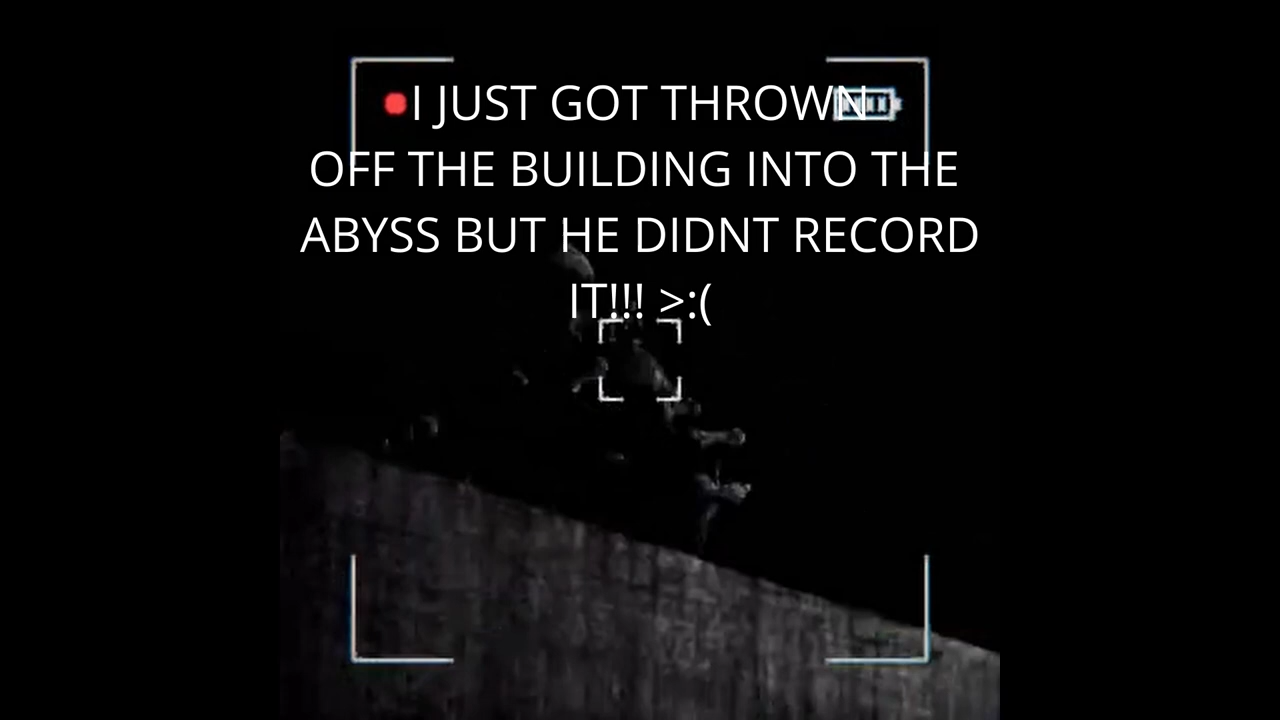 I JUST GOT THROWN
OFF THE BUILDING INTO THE
ABYSS BUT HE DIDNT RECORD
IT!!! >:(